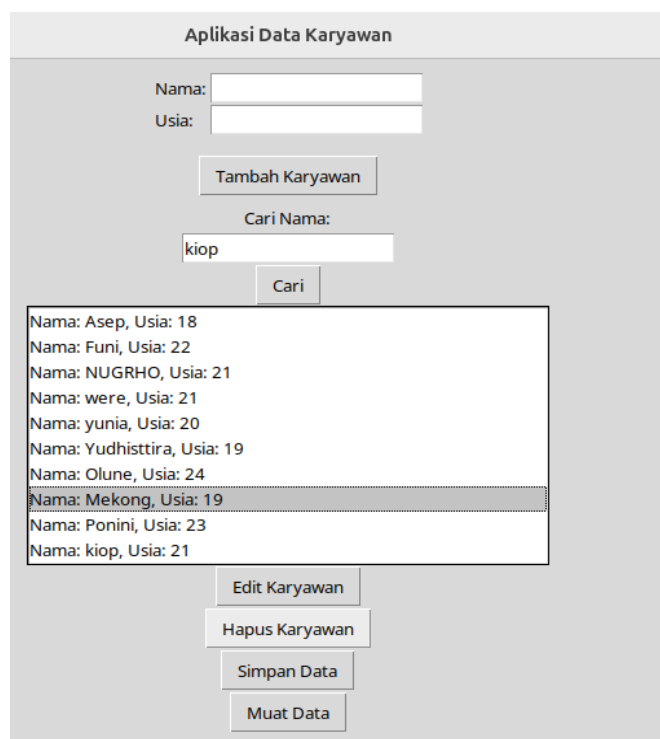 Aplikasi Data Karyawan
Nama:
Usia:
Tambah Karyawan
Cari Nama:
kiop
Cari
Nama: Asep, Usia: 18
Nama: Funi, Usia: 22
Nama: NUGRHO, Usia: 21
Nama: were, Usia: 21
Nama: yunia, Usia: 20
Nama: Yudhisttira, Usia: 19
Nama: Olune, Usia: 24
Nama: Mekong, Usia: 19
Nama: Ponini, Usia: 23
Nama: kiop, Usia: 21
Edit Karyawan
Hapus Karyawan
Simpan Data
Muat Data